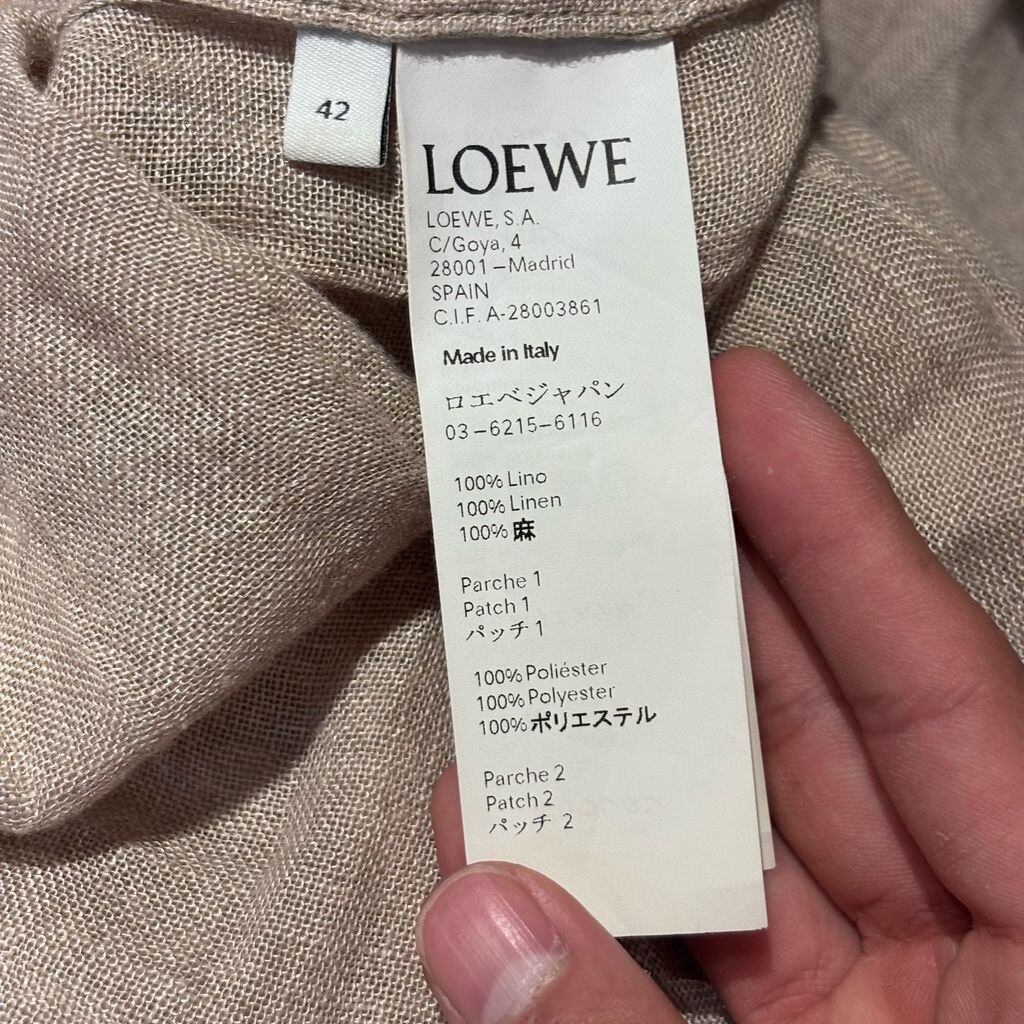 42
LOEWE
LOEWE, S.A.
C/Goya, 4
28001 –Madrid
SPAIN
C.I.F. A-28003861
Made in Italy
ロエベジャパン
03–6215–6116
100% Lino
100% Linen
100% 麻
Parche 1
Patch 1
パッチ 1
100% Poliéster
100% Polyester
100% ポリエステル
Parche 2
Patch 2
パッチ 2